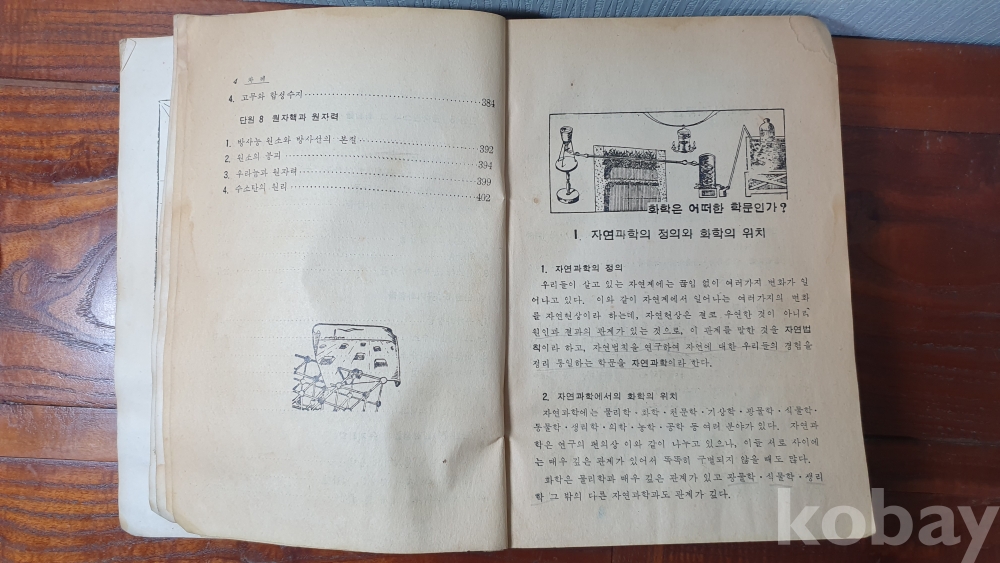 4 차 례
4. 고무와 합성수지 384
단원 8 원자핵과 원자력
1. 방사능 원소와 방사선의 본질 392
2. 원소의 붕괴 394
3. 우라늄과 원자력 399
4. 수소탄의 원리 402
화학은 어떠한 학문인가?
1. 자연과학의 정의와 화학의 위치
1. 자연과학의 정의
우리들이 살고 있는 자연계에는 끊임 없이 여러가지 변화가 일
어나고 있다. 이와 같이 자연계에서 일어나는 여러가지의 변화
를 자연현상이라 하는데, 자연현상은 결코 우연한 것이 아니라,
원인과 결과의 관계가 있는 것으로, 이 관계를 말한 것을 자연법
칙이라 하고, 자연법칙을 연구하여 자연에 대한 우리들의 경험을
정리 통일하는 학문을 자연과학이라 한다.
2. 자연과학에서의 화학의 위치
자연과학에는 물리학·화학·천문학·기상학·광물학·식물학·
동물학·생리학·의학·농학·공학 등 여러 분야가 있다. 자연과
학은 연구의 편의상 이와 같이 나누고 있으나, 이들 서로 사이에
는 매우 깊은 관계가 있어서 똑똑히 구별되지 않을 때도 많다.
화학은 물리학과 매우 깊은 관계가 있고 광물학·식물학·생리
학 그 밖의 다른 자연과학과도 관계가 깊다.
kobay